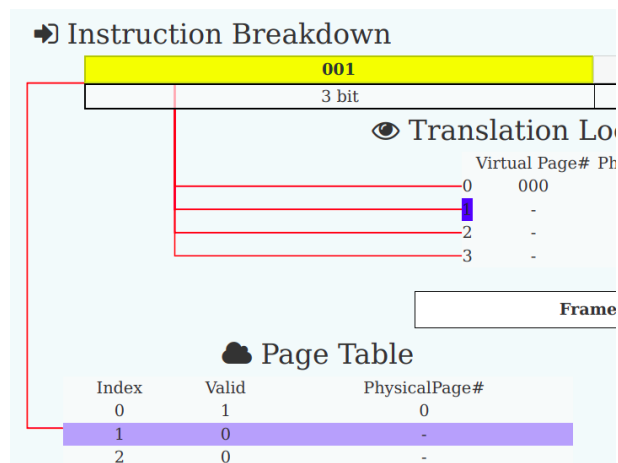 Instruction Breakdown
001
3 bit
Translation Loo
Virtual Page# Ph
0 000
1 -
2 -
3 -
Frame
Page Table
Index Valid PhysicalPage#
0 1 0
1 0 -
2 0 -